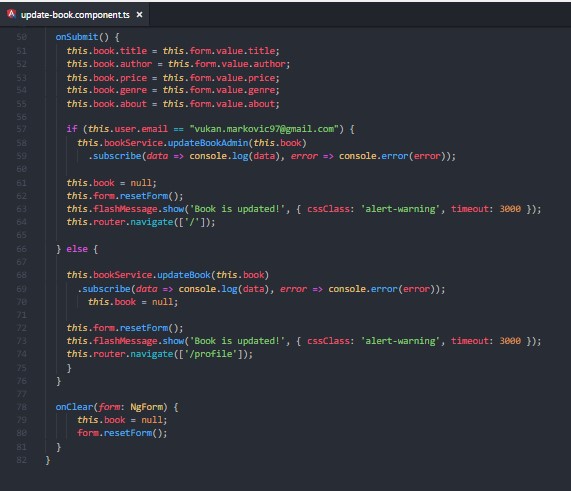 update-book.component.ts ×
50 onSubmit() {
51 this.book.title = this.form.value.title;
52 this.book.author = this.form.value.author;
53 this.book.price = this.form.value.price;
54 this.book.genre = this.form.value.genre;
55 this.book.about = this.form.value.about;
56
57 if (this.user.email == "vukan.markovic97@gmail.com") {
58 this.bookService.updateBookAdmin(this.book)
59 .subscribe(data => console.log(data), error => console.error(error));
60
61 this.book = null;
62 this.form.resetForm();
63 this.flashMessage.show('Book is updated!', { cssClass: 'alert-warning', timeout: 3000 });
64 this.router.navigate(['/']);
65
66 } else {
67
68 this.bookService.updateBook(this.book)
69 .subscribe(data => console.log(data), error => console.error(error));
70 this.book = null;
71
72 this.form.resetForm();
73 this.flashMessage.show('Book is updated!', { cssClass: 'alert-warning', timeout: 3000 });
74 this.router.navigate(['/profile']);
75 }
76 }
77
78 onClear(form: NgForm) {
79 this.book = null;
80 form.resetForm();
81 }
82 }